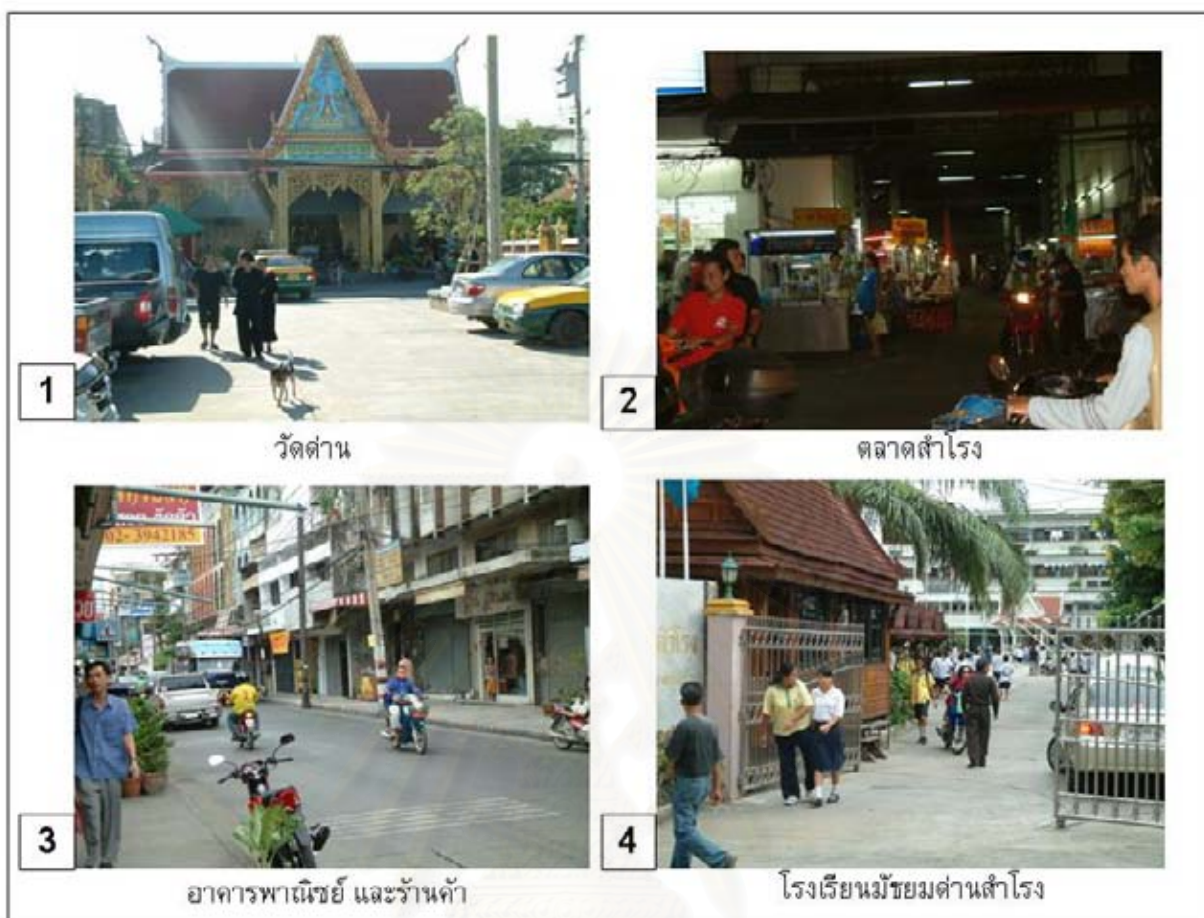 1
วัดด่าน
2
ตลาดสำโรง
02-3942185
3
อาคารพาณิชย์ และร้านค้า
4
โรงเรียนมัธยมด่านสำโรง